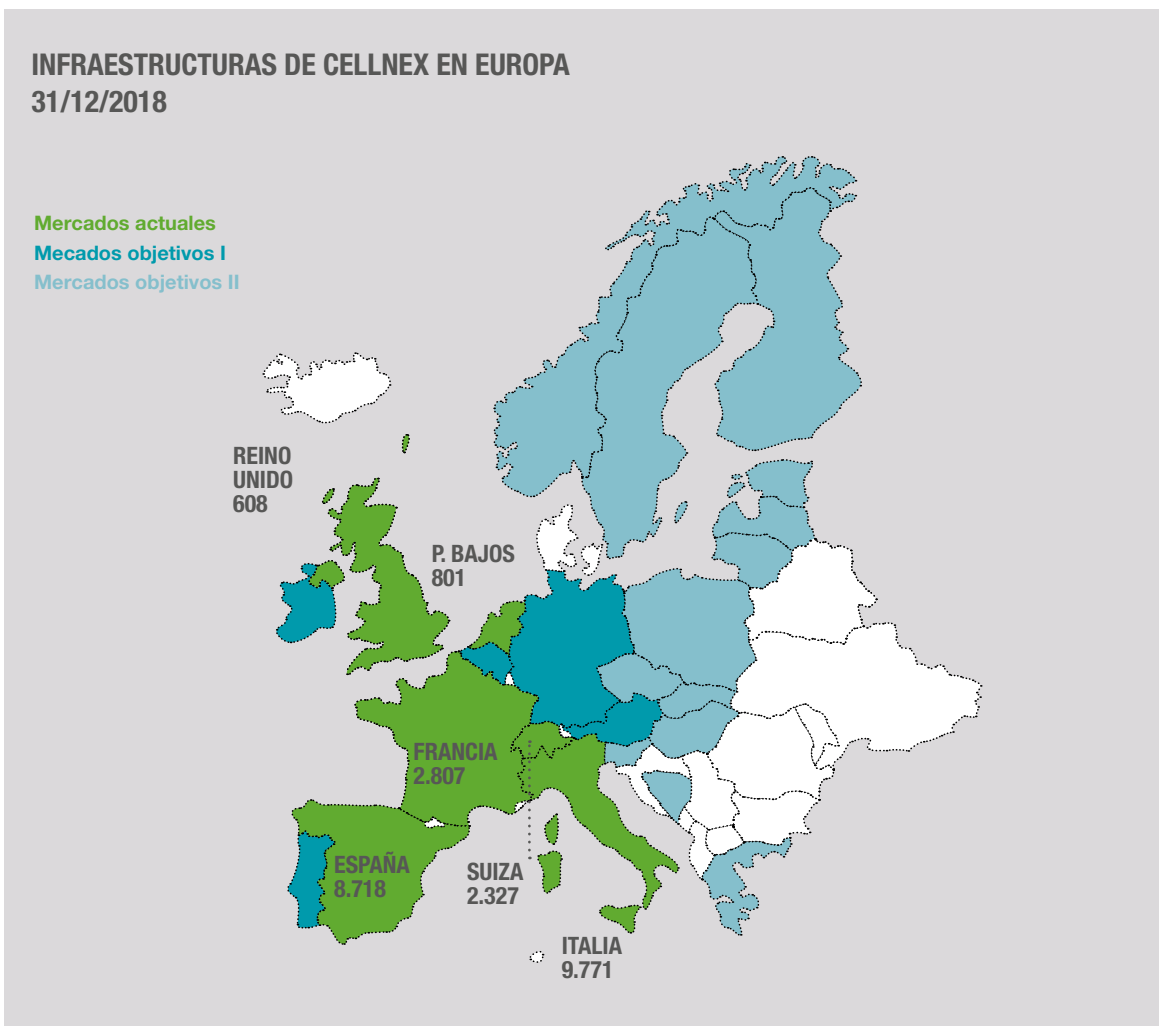 INFRAESTRUCTURAS DE CELLNEX EN EUROPA
31/12/2018
Mercados actuales
Mecados objetivos I
Mercados objetivos II
REINO
UNIDO
608
P. BAJOS
801
FRANCIA
2.807
ESPAÑA
8.718
SUIZA
2.327
ITALIA
9.771